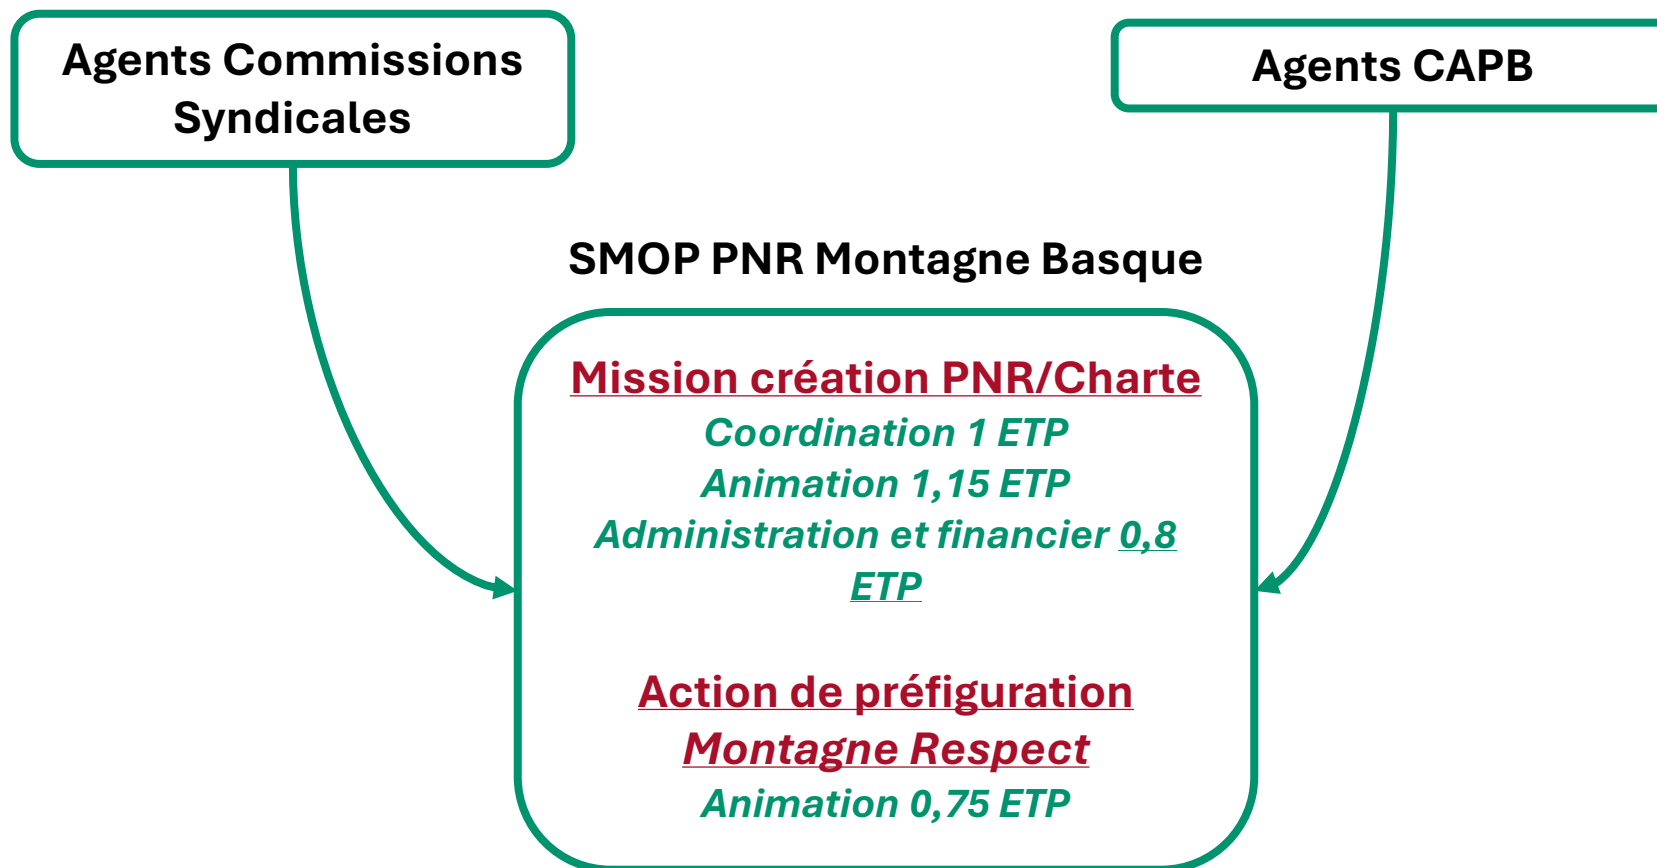 Agents Commissions
Syndicales
Agents CAPB
SMOP PNR Montagne Basque
Mission création PNR/Charte
Coordination 1 ETP
Animation 1,15 ETP
Administration et financier 0,8
ETP
Action de préfiguration
Montagne Respect
Animation 0,75 ETP